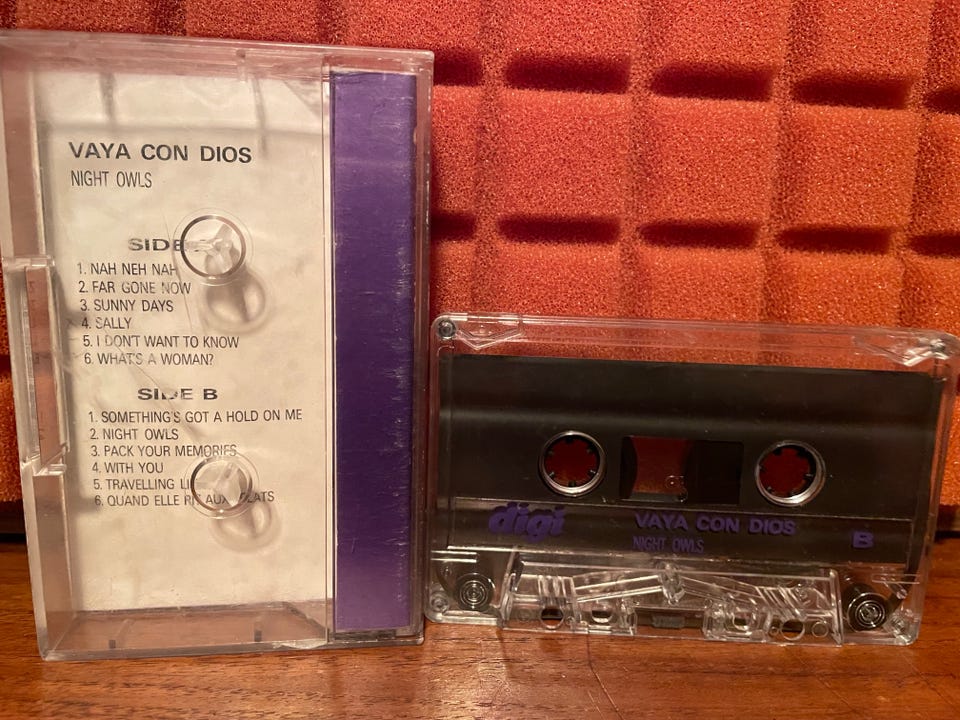 VAYA CON DIOS
NIGHT OWLS
SIDE
1. NAH NEH NAH
2. FAR GONE NOW
3. SUNNY DAYS
4. SALLY
5. I DON'T WANT TO KNOW
6. WHAT'S A WOMAN?
SIDE B
1. SOMETHING'S GOT A HOLD ON ME
2. NIGHT OWLS
3. PACK YOUR MEMORIES
4. WITH YOU
5. TRAVELLING
6. QUAND ELLE RIT AUX
digi
VAYA CON DIOS
NIGHT OWLS
B